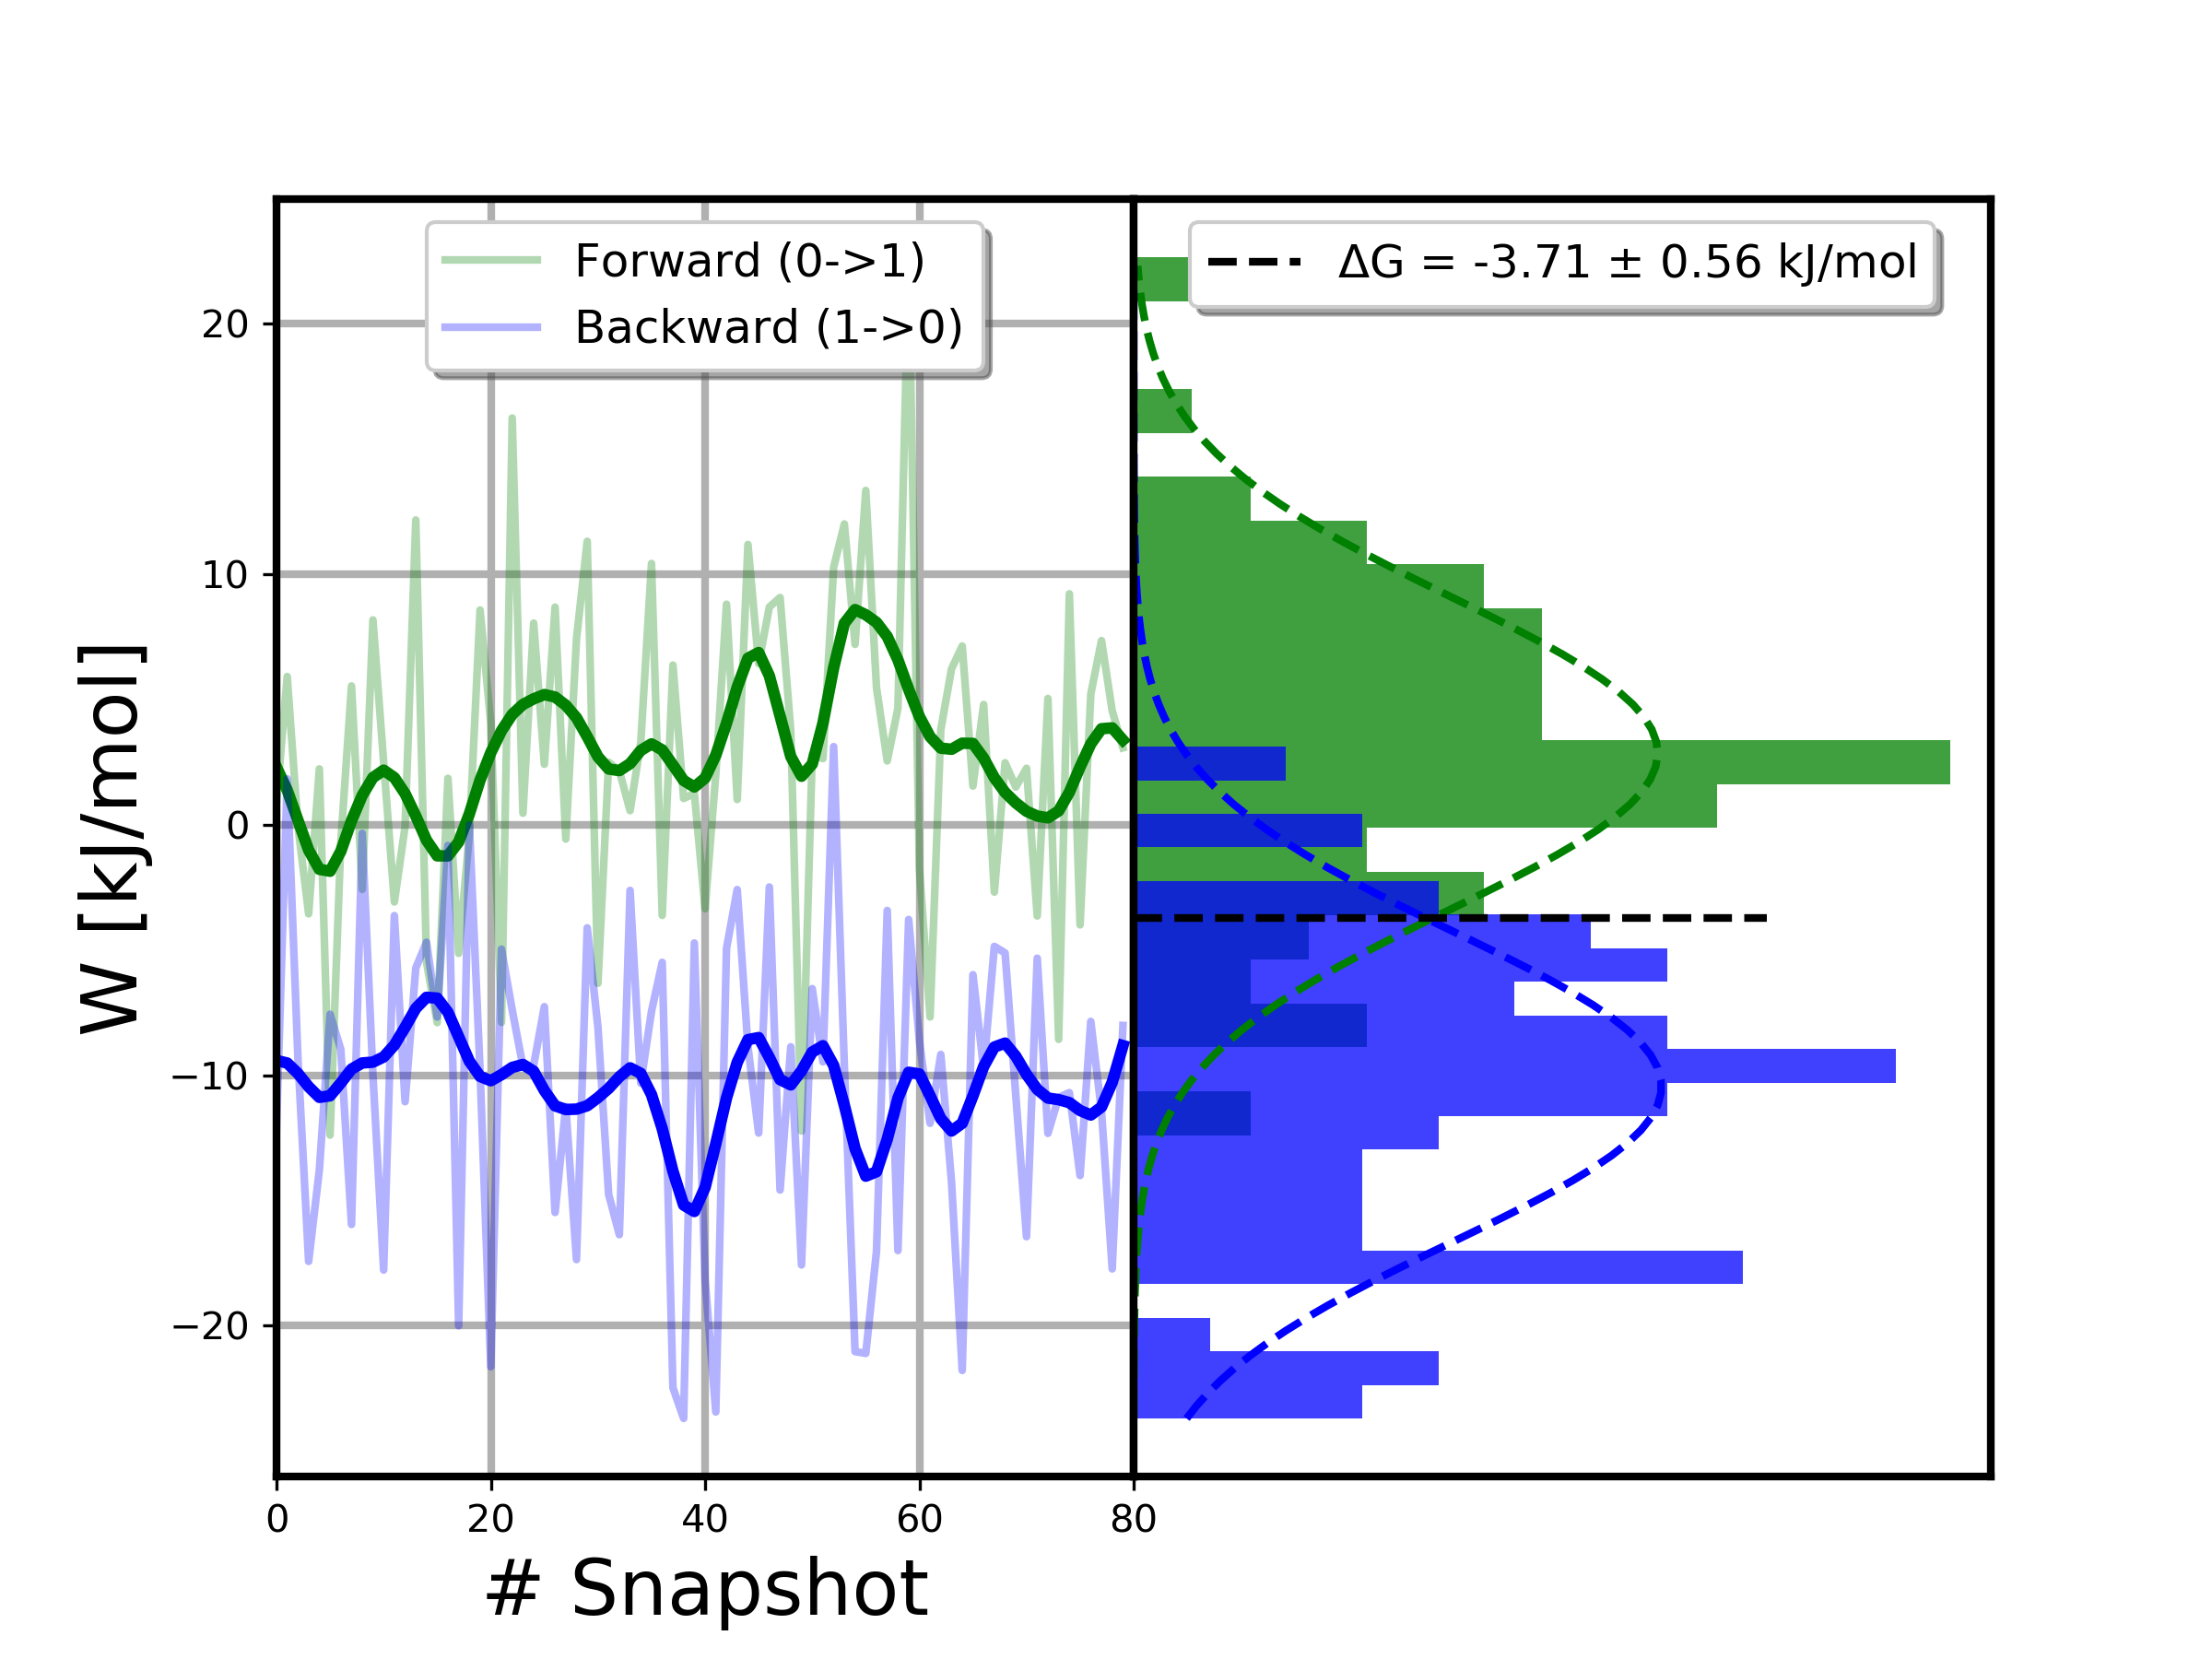 Forward (0->1)
Backward (1->0)
ΔG = -3.71 ± 0.56 kJ/mol
20
10
0
−10
−20
W [kJ/mol]
0
20
40
60
80
# Snapshot